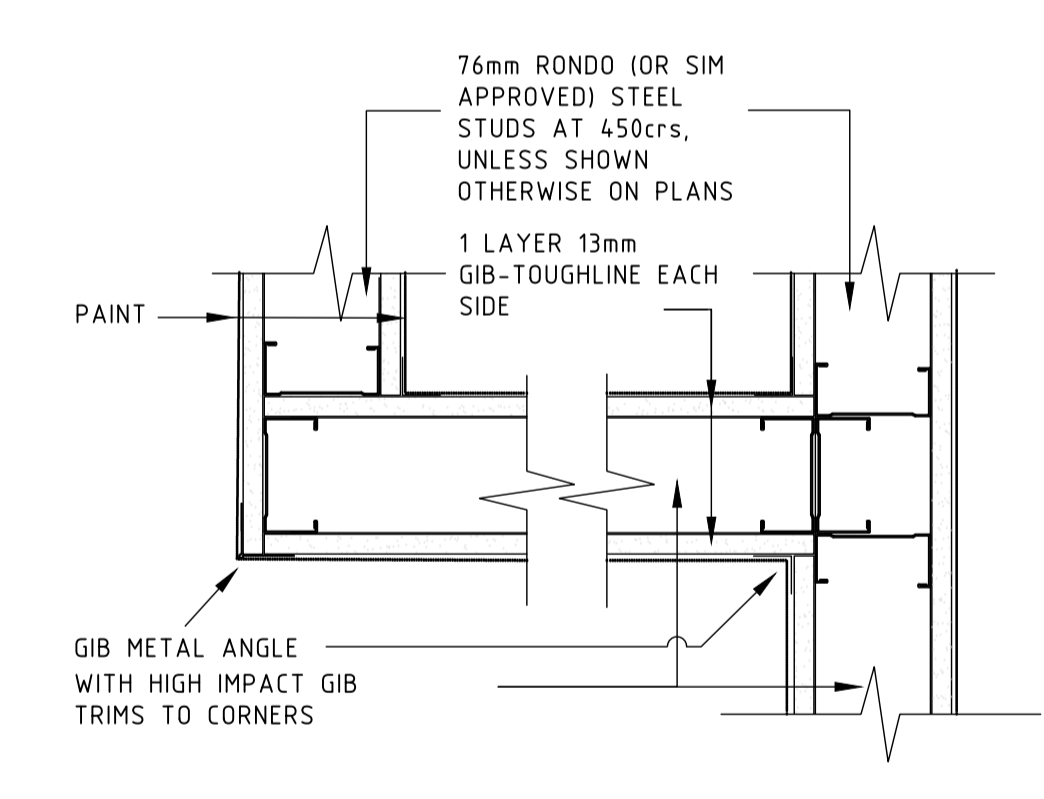 76mm RONDO (OR SIM
APPROVED) STEEL
STUDS AT 450crs,
UNLESS SHOWN
OTHERWISE ON PLANS
1 LAYER 13mm
GIB-TOUGHLINE EACH
SIDE
PAINT
GIB METAL ANGLE
WITH HIGH IMPACT GIB
TRIMS TO CORNERS